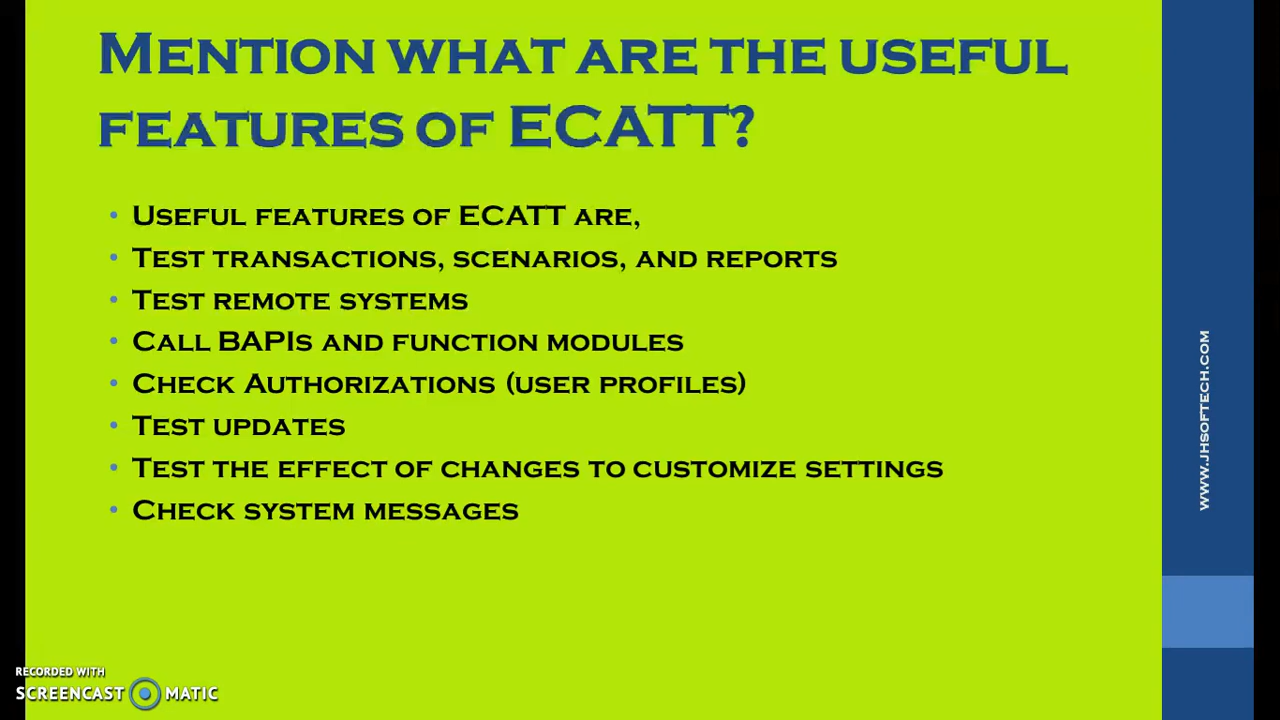 Mention what are the useful
features of ECATT?
• Useful features of ECATT are,
• Test transactions, scenarios, and reports
• Test remote systems
• Call BAPIs and function modules
• Check Authorizations (user profiles)
• Test updates
• Test the effect of changes to customize settings
• Check system messages
www.jhsoftech.com
RECORDED WITH
SCREENCAST MATIC